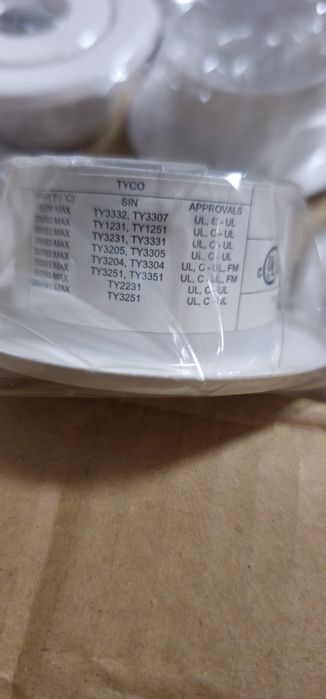 TYCO
SIN APPROVALS
MAX TY3332, TY3307 UL, C - UL
MAX TY1231, TY1251 UL, C - UL
MAX TY3231, TY3331 UL, C - UL
MAX TY3205, TY3305 UL, C - UL
MAX TY3204, TY3304 UL, C - UL, FM
MAX TY3251, TY3351 UL, C - UL, FM
MAX TY2231 UL, C - UL
MAX TY3251 UL, C - UL
C UL